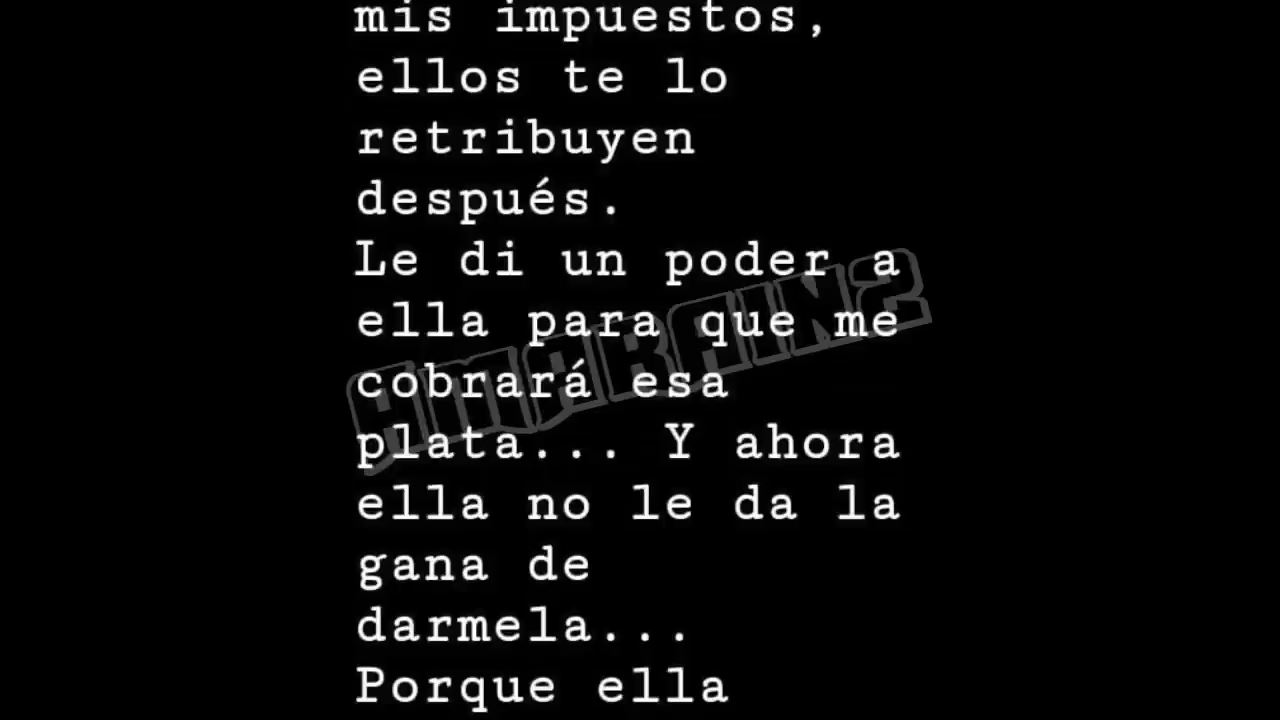 mis impuestos,
ellos te lo
retribuyen
después.
Le di un poder a
ella para que me
cobrará esa
plata... Y ahora
ella no le da la
gana de
darmela...
Porque ella
AMARAINZ